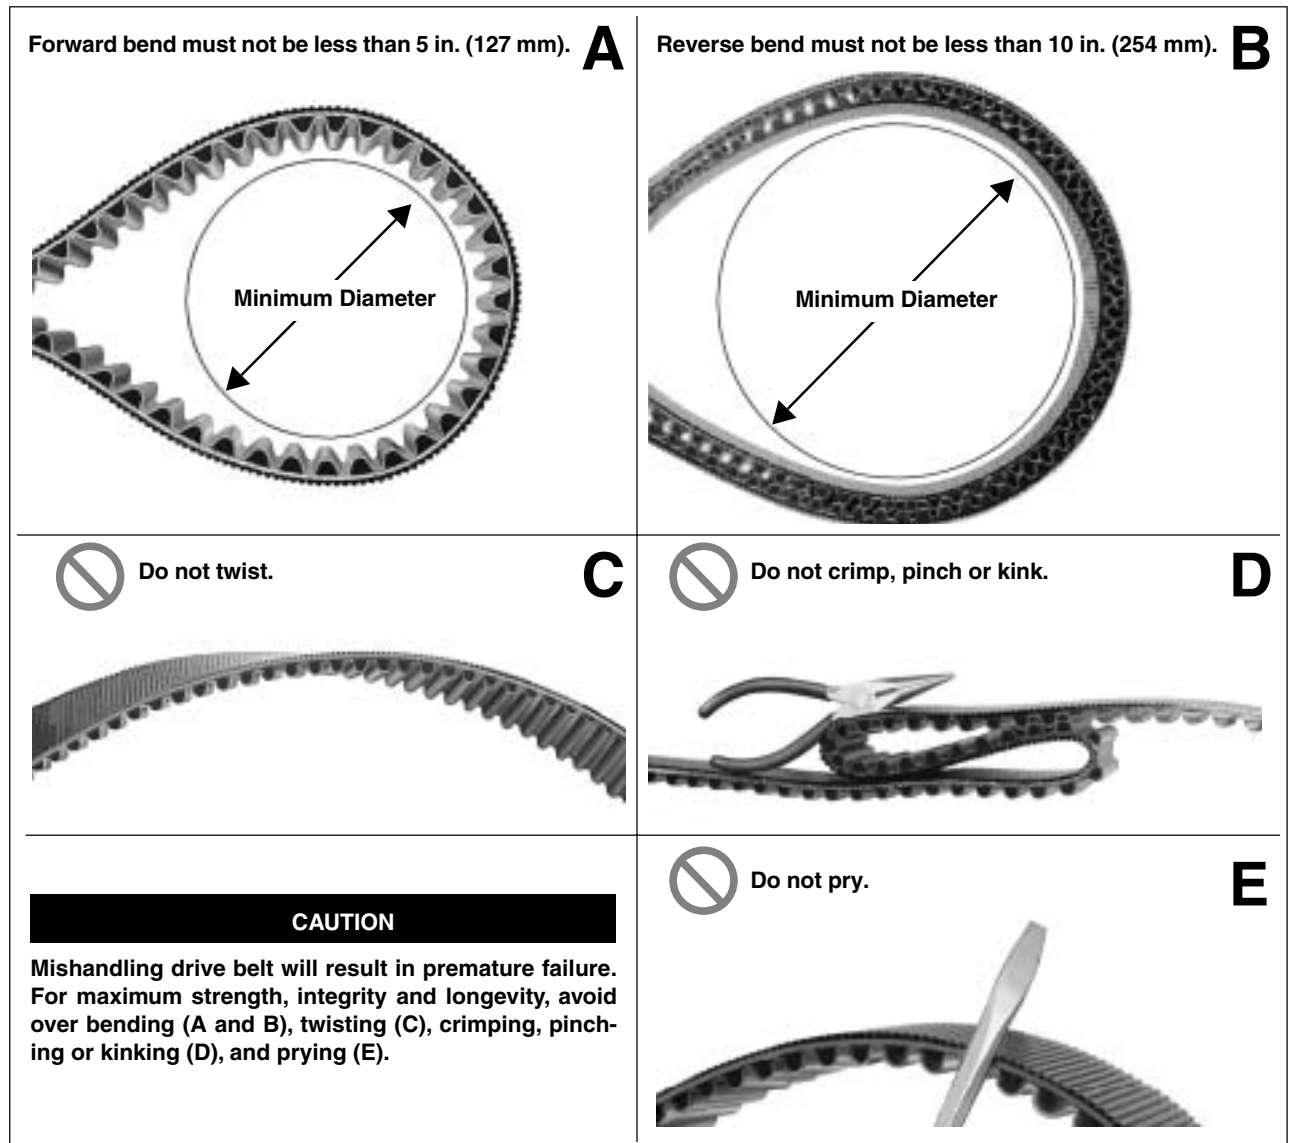 Forward bend must not be less than 5 in. (127 mm).
A
Minimum Diameter
Reverse bend must not be less than 10 in. (254 mm).
B
Minimum Diameter
Do not twist.
C
Do not crimp, pinch or kink.
D
CAUTION
Mishandling drive belt will result in premature failure.
For maximum strength, integrity and longevity, avoid
over bending (A and B), twisting (C), crimping, pinch-
ing or kinking (D), and prying (E).
Do not pry.
E